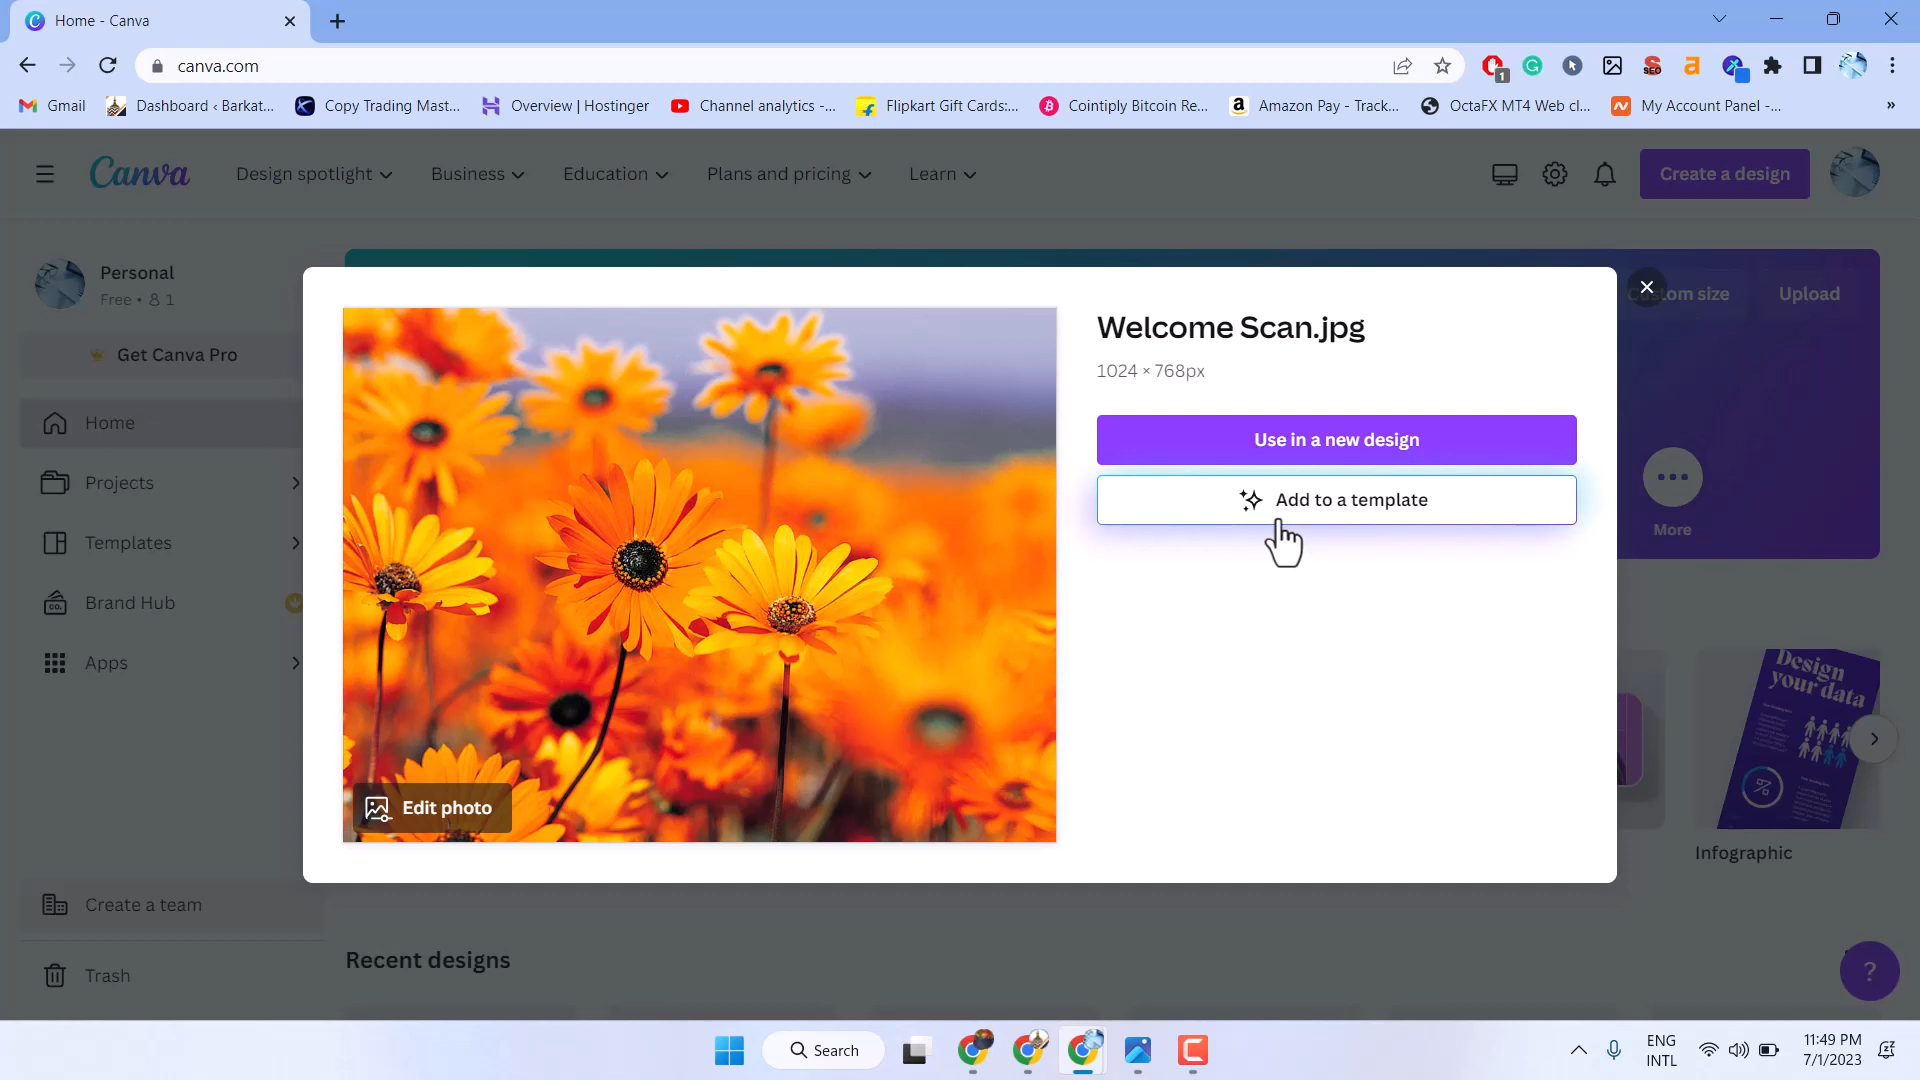 Home - Canva
canva.com
1
Gmail
Dashboard ‹ Barkat...
Copy Trading Mast...
Overview | Hostinger
Channel analytics -...
Flipkart Gift Cards:...
Cointiply Bitcoin Re...
Amazon Pay - Track...
OctaFX MT4 Web cl...
My Account Panel -...
»
Canva
Design spotlight
Business
Education
Plans and pricing
Learn
Create a design
Personal
Free • 1
Get Canva Pro
Home
Projects
Templates
Brand Hub
Apps
Create a team
Trash
Welcome Scan.jpg
1024 × 768px
Use in a new design
Add to a template
Edit photo
Custom size
Upload
More
Design
your data
Infographic
Recent designs
?
Search
ENG
INTL
11:49 PM
7/1/2023